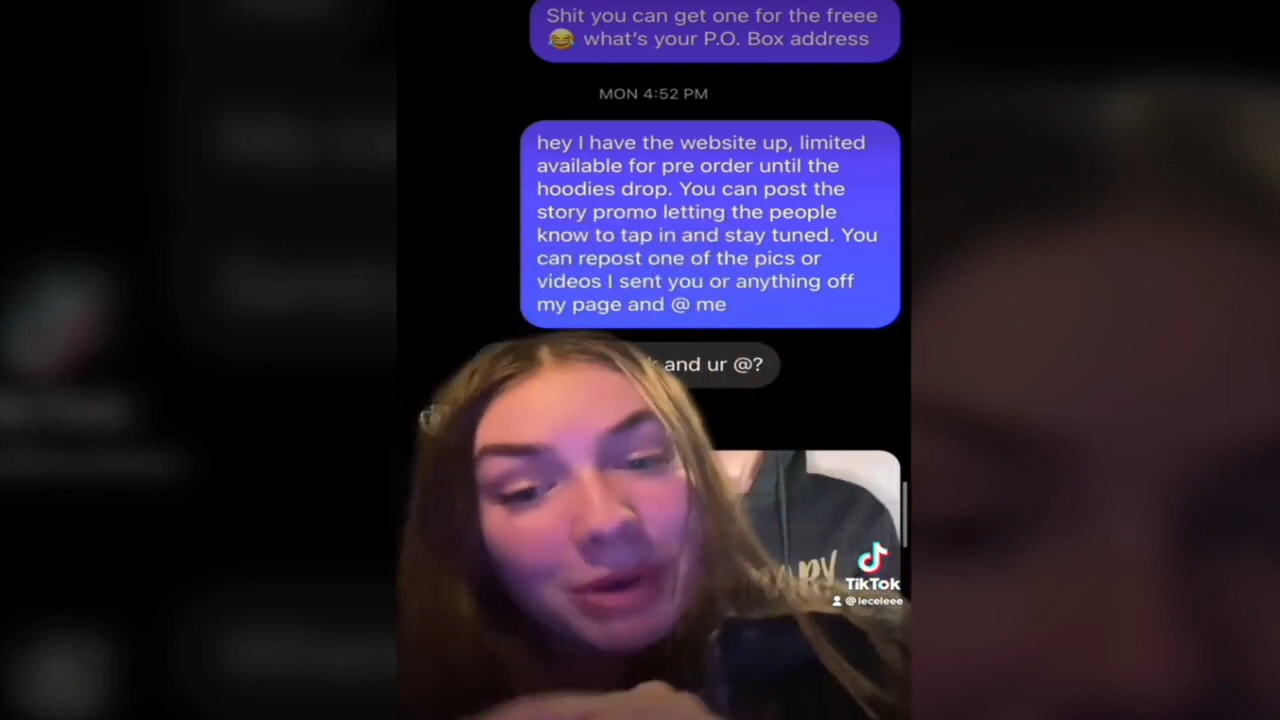 Shit you can get one for the freee
😂 what's your P.O. Box address
MON 4:52 PM
hey I have the website up, limited
available for pre order until the
hoodies drop. You can post the
story promo letting the people
know to tap in and stay tuned. You
can repost one of the pics or
videos I sent you or anything off
my page and @ me
and ur @?
TikTok
@leceleee